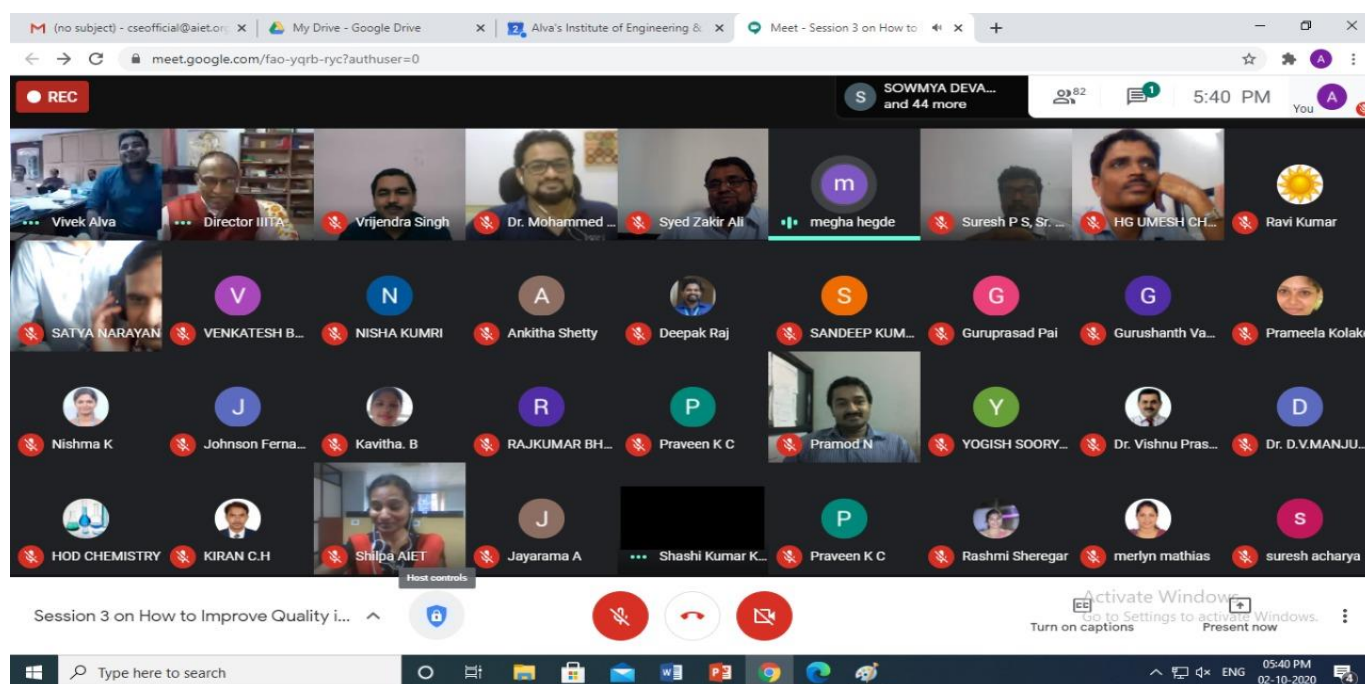 (no subject) - cseofficial@aiet.or
My Drive - Google Drive
Alva's Institute of Engineering &
Meet - Session 3 on How to
meet.google.com/fao-yqrb-ryc?authuser=0
A
REC
S
SOWMYA DEVA...
and 44 more
82
1
5:40 PM
You
A
m
Vivek Alva
Director IIITA
Vrijendra Singh
Dr. Mohammed ...
Syed Zakir Ali
megha hegde
Suresh P S, Sr. ...
HG UMESH CH...
Ravi Kumar
V
N
A
S
G
G
SATYA NARAYAN
VENKATESH B...
NISHA KUMRI
Ankitha Shetty
Deepak Raj
SANDEEP KUM...
Guruprasad Pai
Gurushanth Va...
Prameela Kolak
J
R
P
Y
D
Nishma K
Johnson Ferna...
Kavitha. B
RAJKUMAR BH...
Praveen K C
Pramod N
YOGISH SOORY...
Dr. Vishnu Pras...
Dr. D.V.MANJU...
J
P
s
HOD CHEMISTRY
KIRAN C.H
Shilpa AIET
Jayarama A
Shashi Kumar K...
Praveen K C
Rashmi Sheregar
merlyn mathias
suresh acharya
Host controls
Session 3 on How to Improve Quality i...
Activate Windows
Go to Settings to activate Windows.
Turn on captions
Present now
Type here to search
ENG
05:40 PM
02-10-2020
4